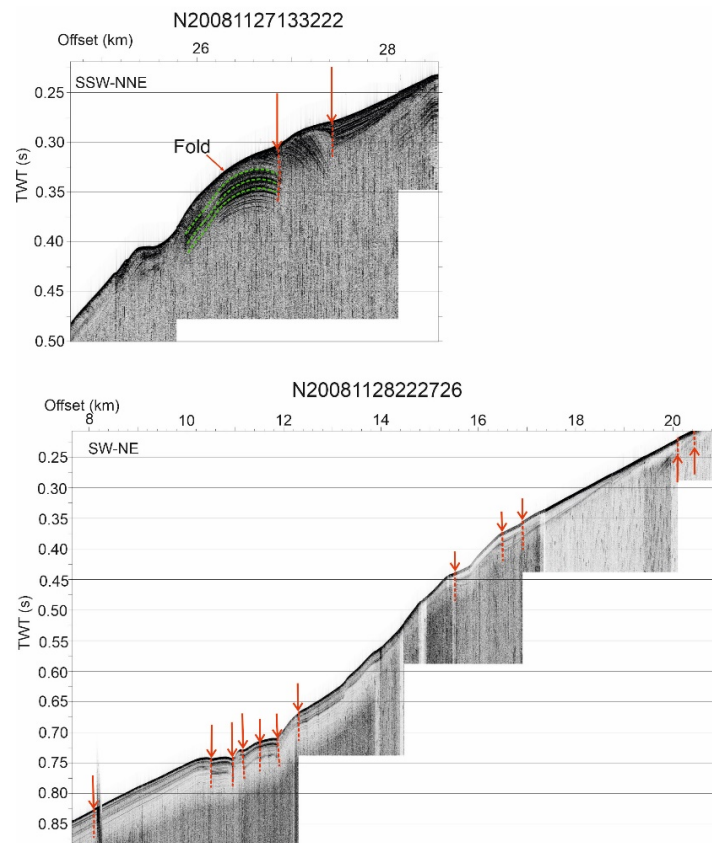 N20081127133222
Offset (km)
26 28
SSW-NNE
0.25
0.30
Fold
0.35
TWT (s)
0.40
0.45
0.50
N20081128222726
Offset (km)
8 10 12 14 16 18 20
SW-NE
0.25
0.30
0.35
0.40
0.45
0.50
TWT (s)
0.55
0.60
0.65
0.70
0.75
0.80
0.85